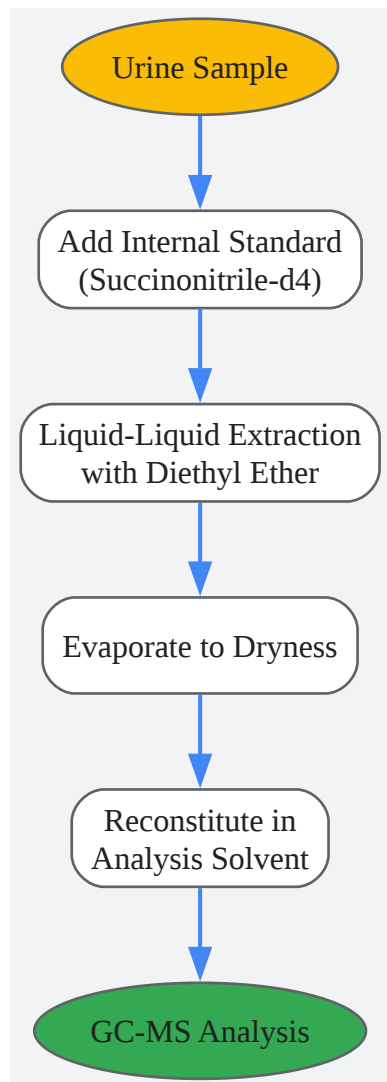 Urine Sample
Add Internal Standard
(Succinonitrile-d4)
Liquid-Liquid Extraction
with Diethyl Ether
Evaporate to Dryness
Reconstitute in
Analysis Solvent
GC-MS Analysis